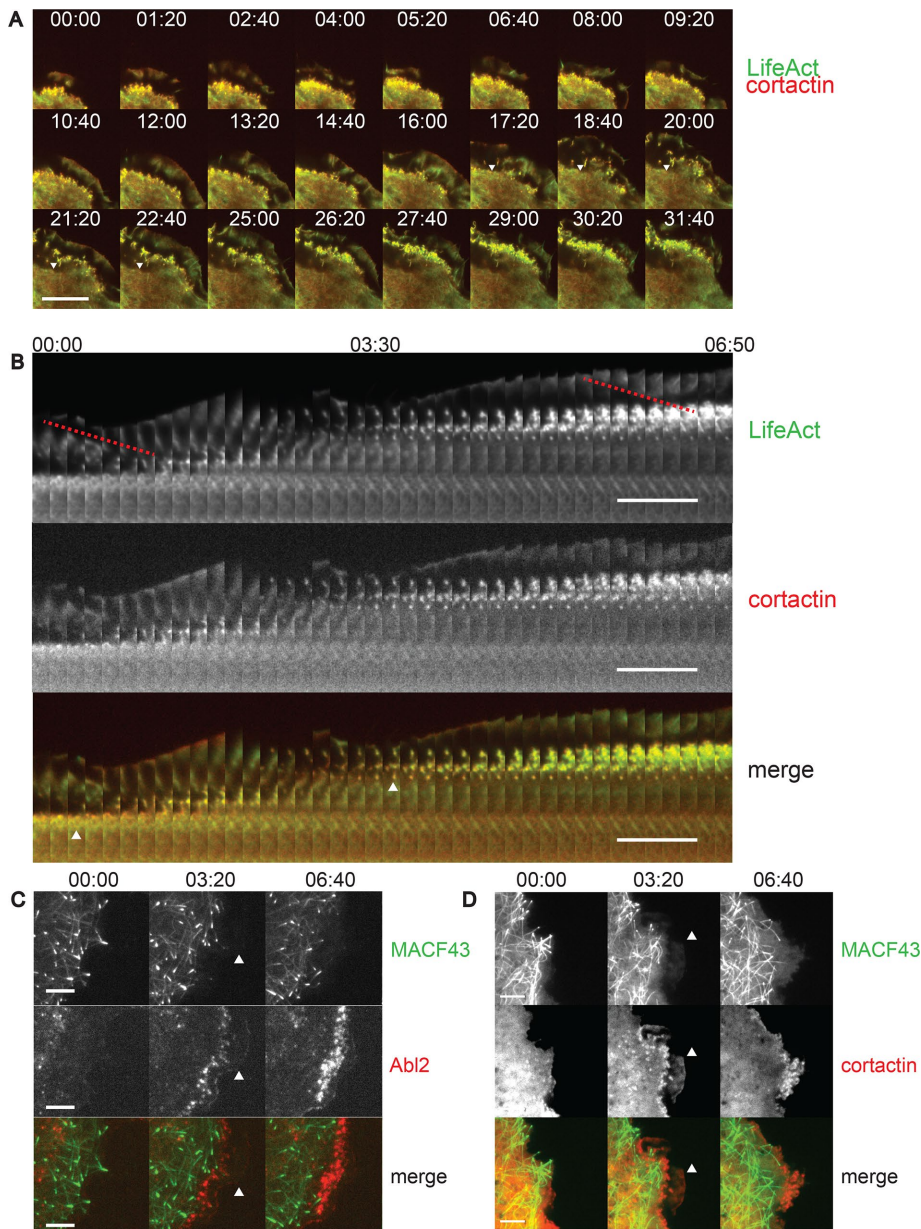 A
00:00 01:20 02:40 04:00 05:20 06:40 08:00 09:20
LifeAct
cortactin
10:40 12:00 13:20 14:40 16:00 17:20 18:40 20:00
21:20 22:40 25:00 26:20 27:40 29:00 30:20 31:40
B
00:00 03:30 06:50
LifeAct
cortactin
merge
C
00:00 03:20 06:40
MACF43
Abl2
merge
D
00:00 03:20 06:40
MACF43
cortactin
merge